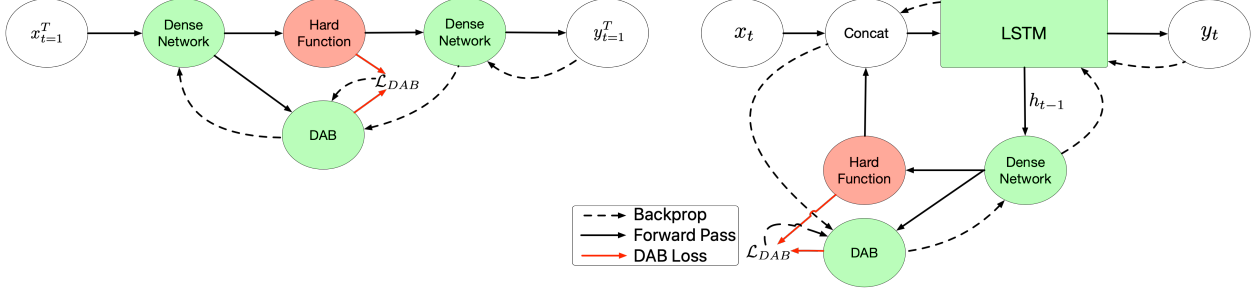 $x_{t=1}^{T}$
Dense
Network
Hard
Function
Dense
Network
$y_{t=1}^{T}$
$\mathcal{L}_{DAB}$
DAB
$x_t$
Concat
LSTM
$y_t$
$h_{t-1}$
Hard
Function
Dense
Network
$\mathcal{L}_{DAB}$
DAB
Backprop
Forward Pass
DAB Loss